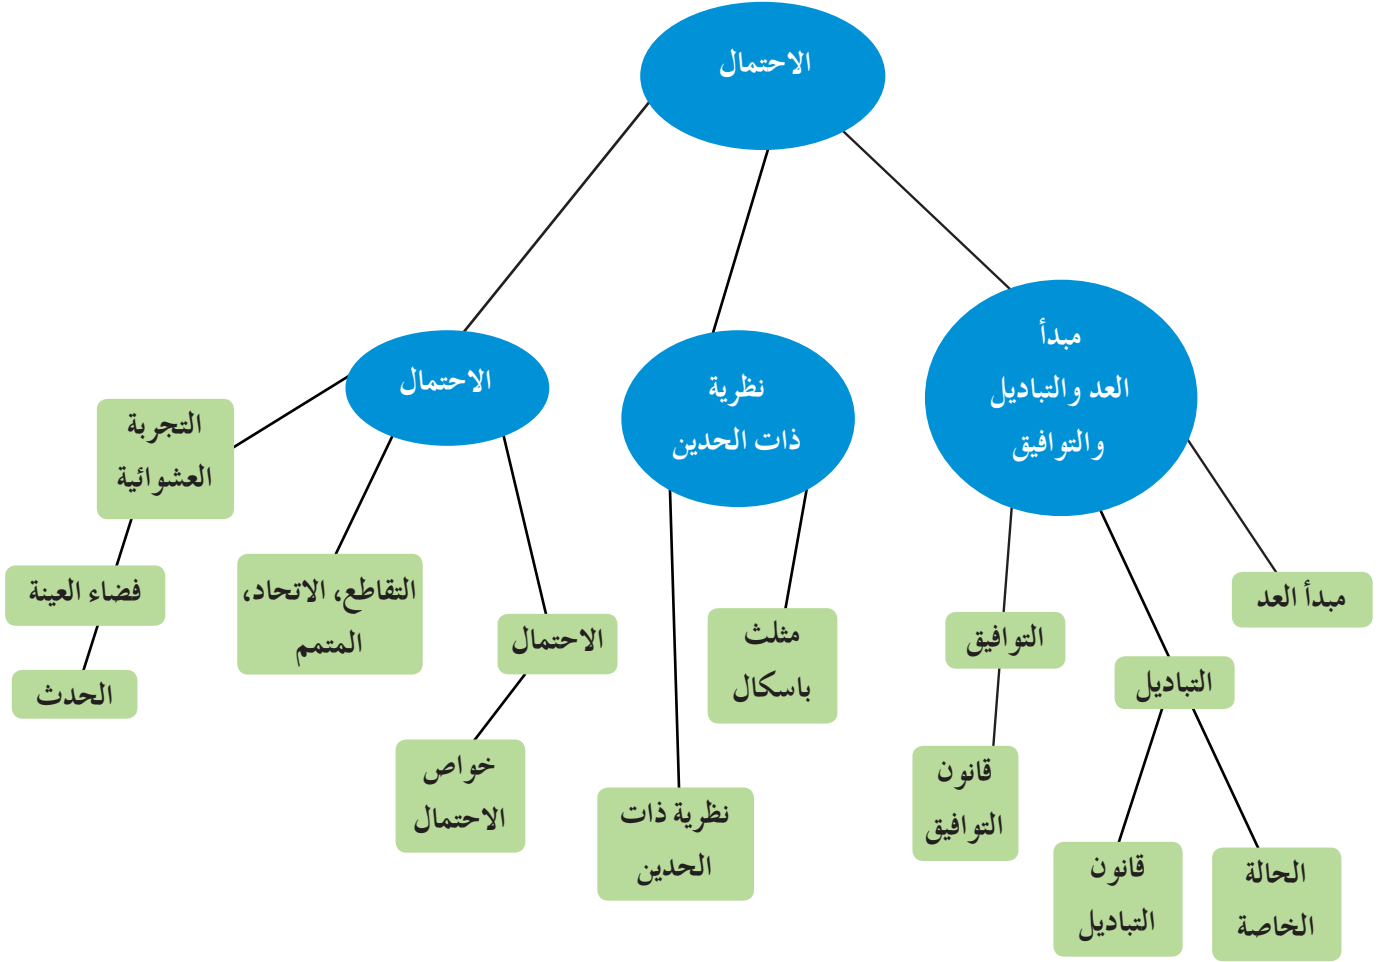 الاحتمال
مبدأ
العد والتباديل
والتوافيق
نظرية
ذات الحدين
الاحتمال
مبدأ العد
التباديل
الحالة
الخاصة
قانون
التباديل
التوافيق
قانون
التوافيق
مثلث
باسكال
نظرية ذات
الحدين
الاحتمال
خواص
الاحتمال
التقاطع، الاتحاد،
المتمم
التجربة
العشوائية
فضاء العينة
الحدث